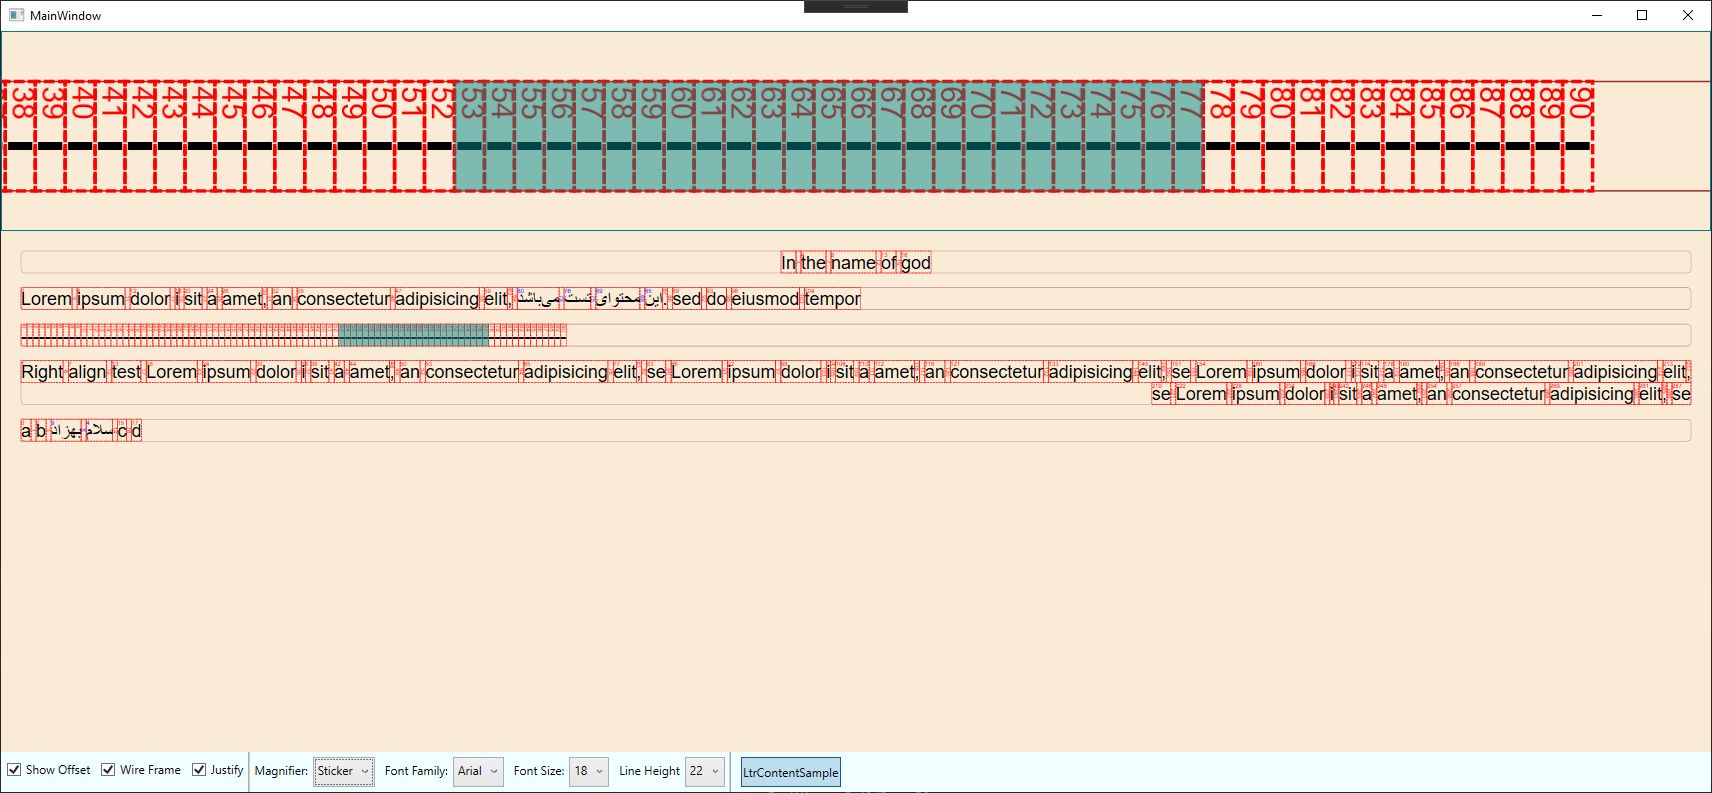 MainWindow
38 39 40 41 42 43 44 45 46 47 48 49 50 51 52 53 54 55 56 57 58 59 60 61 62 63 64 65 66 67 68 69 70 71 72 73 74 75 76 77 78 79 80 81 82 83 84 85 86 87 88 89 90
In the name of god
Lorem ipsum dolor i sit a amet, an consectetur adipisicing elit, این محتوای تست می‌باشد. sed do eiusmod tempor
Right align test Lorem ipsum dolor i sit a amet, an consectetur adipisicing elit, se Lorem ipsum dolor i sit a amet, an consectetur adipisicing elit, se Lorem ipsum dolor i sit a amet, an consectetur adipisicing elit,
se Lorem ipsum dolor i sit a amet, an consectetur adipisicing elit, se
a b سلام بهزاد c d
Show Offset Wire Frame Justify Magnifier: Sticker Font Family: Arial Font Size: 18 Line Height 22 LtrContentSample